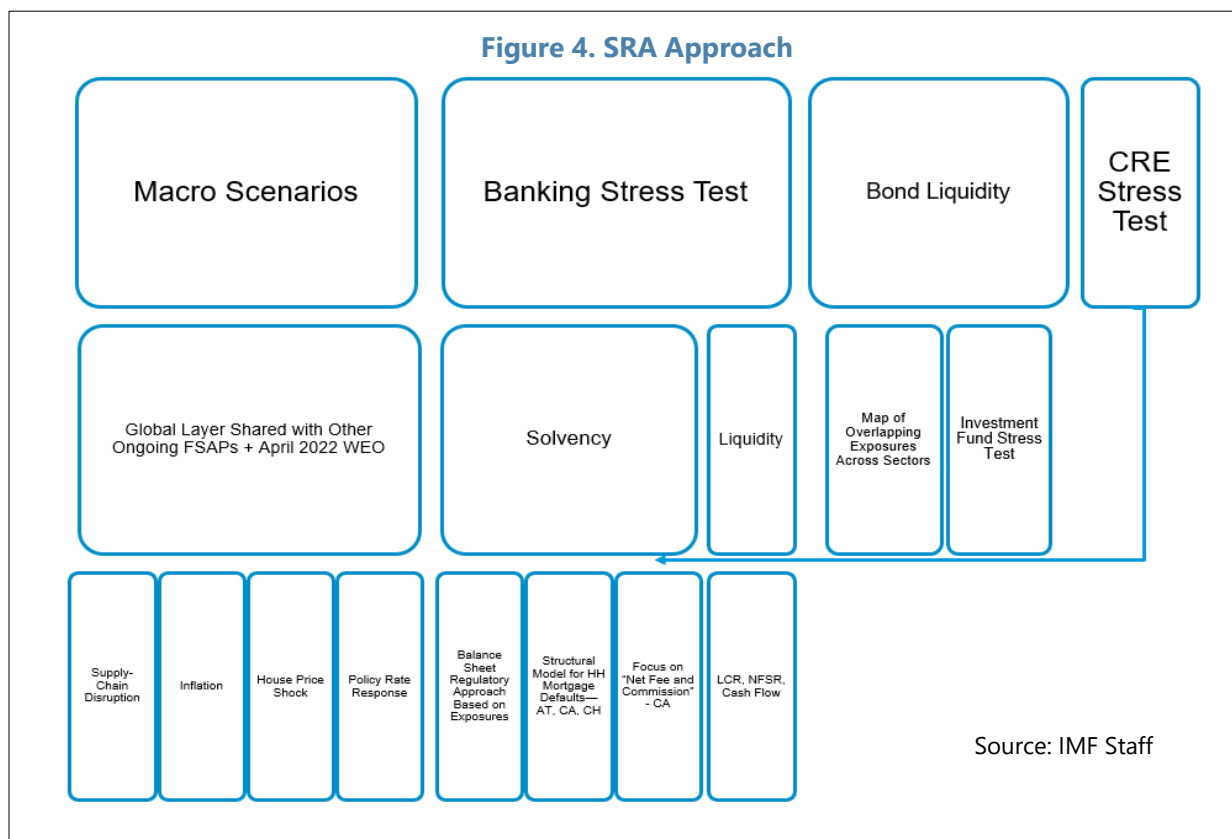 Figure 4. SRA Approach
Macro Scenarios
Banking Stress Test
Bond Liquidity
CRE
Stress
Test
Global Layer Shared with Other
Ongoing FSAPs + April 2022 WEO
Solvency
Liquidity
Map of
Overlapping
Exposures
Across Sectors
Investment
Fund Stress
Test
Supply-
Chain
Disruption
Inflation
House Price
Shock
Policy Rate
Response
Balance
Sheet
Regulatory
Approach
Based on
Exposures
Structural
Model for HH
Mortgage
Defaults—
AT, CA, CH
Focus on
“Net Fee and
Commission”
- CA
LCR, NFSR,
Cash Flow
Source: IMF Staff